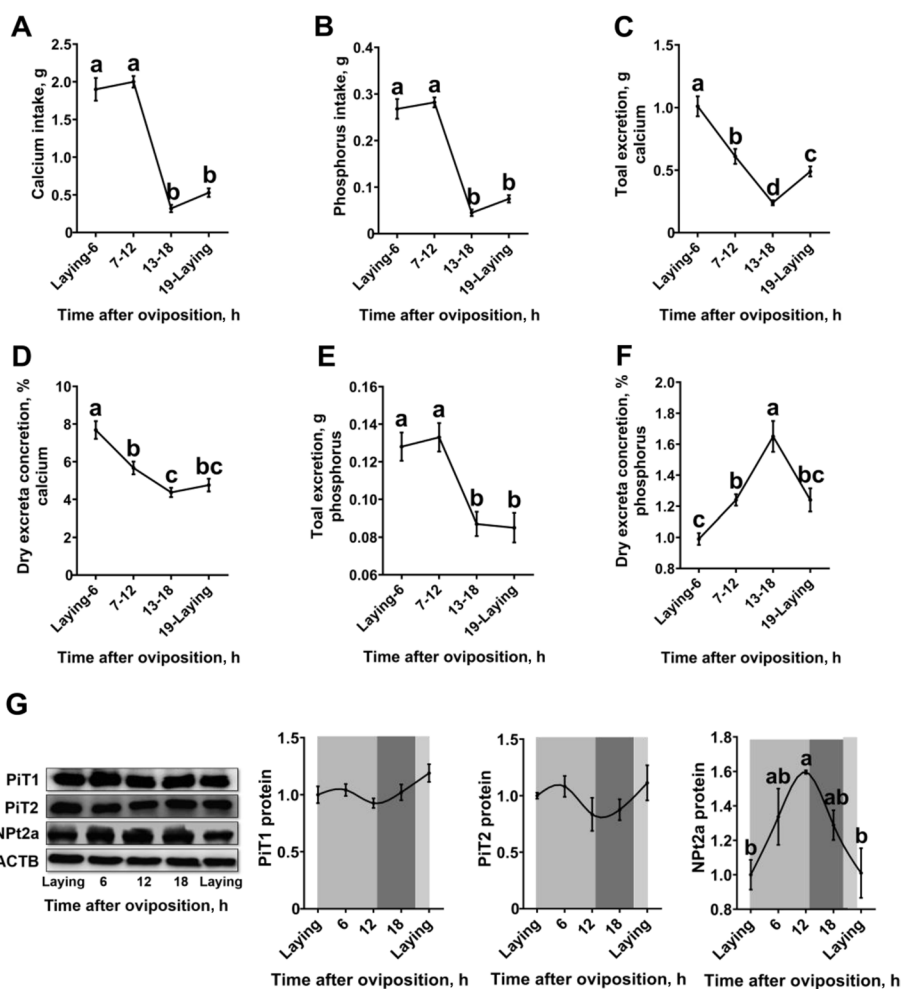 A
Calcium intake, g
2.5
2.0
1.5
1.0
0.5
0
a
a
b
b
Laying-6
7-12
13-18
19-Laying
Time after oviposition, h
B
Phosphorus intake, g
0.4
0.3
0.2
0.1
0
a
a
b
b
Laying-6
7-12
13-18
19-Laying
Time after oviposition, h
C
Toal excretion, g
calcium
1.5
1.0
0.5
0
a
b
d
c
Laying-6
7-12
13-18
19-Laying
Time after oviposition, h
D
Dry excreta concretion, %
calcium
10
8
6
4
2
0
a
b
c
bc
Laying-6
7-12
13-18
19-Laying
Time after oviposition, h
E
Toal excretion, g
phosphorus
0.16
0.14
0.12
0.10
0.08
0.06
a
a
b
b
Laying-6
7-12
13-18
19-Laying
Time after oviposition, h
F
Dry excreta concretion, %
phosphorus
2.0
1.8
1.6
1.4
1.2
1.0
0.8
c
b
a
bc
Laying-6
7-12
13-18
19-Laying
Time after oviposition, h
G
PiT1
PiT2
NPt2a
ACTB
Laying 6 12 18 Laying
Time after oviposition, h
PiT1 protein
1.5
1.0
0.5
0
Laying
6
12
18
Laying
Time after oviposition, h
PiT2 protein
1.5
1.0
0.5
0
Laying
6
12
18
Laying
Time after oviposition, h
NPt2a protein
1.8
1.6
1.4
1.2
1.0
0.8
b
ab
a
ab
b
Laying
6
12
18
Laying
Time after oviposition, h